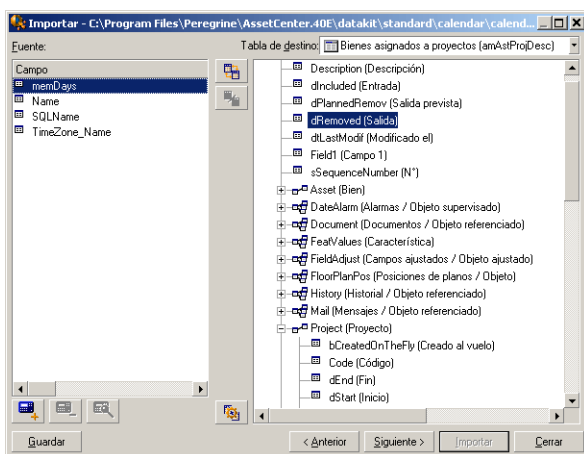 Importar - C:\Program Files\Peregrine\AssetCenter.40E\datakit\standard\calendar\calend...
Fuente:
Tabla de destino: Bienes asignados a proyectos (amAstProjDesc)
Campo
memDays
Name
SQLName
TimeZone_Name
Description (Descripción)
dIncluded (Entrada)
dPlannedRemov (Salida prevista)
dRemoved (Salida)
dtLastModif (Modificado el)
Field1 (Campo 1)
sSequenceNumber (N°)
Asset (Bien)
DateAlarm (Alarmas / Objeto supervisado)
Document (Documentos / Objeto referenciado)
FeatValues (Característica)
FieldAdjust (Campos ajustados / Objeto ajustado)
FloorPlanPos (Posiciones de planos / Objeto)
History (Historial / Objeto referenciado)
Mail (Mensajes / Objeto referenciado)
Project (Proyecto)
bCreatedOnTheFly (Creado al vuelo)
Code (Código)
dEnd (Fin)
dStart (Inicio)
Guardar
< Anterior
Siguiente >
Importar
Cerrar